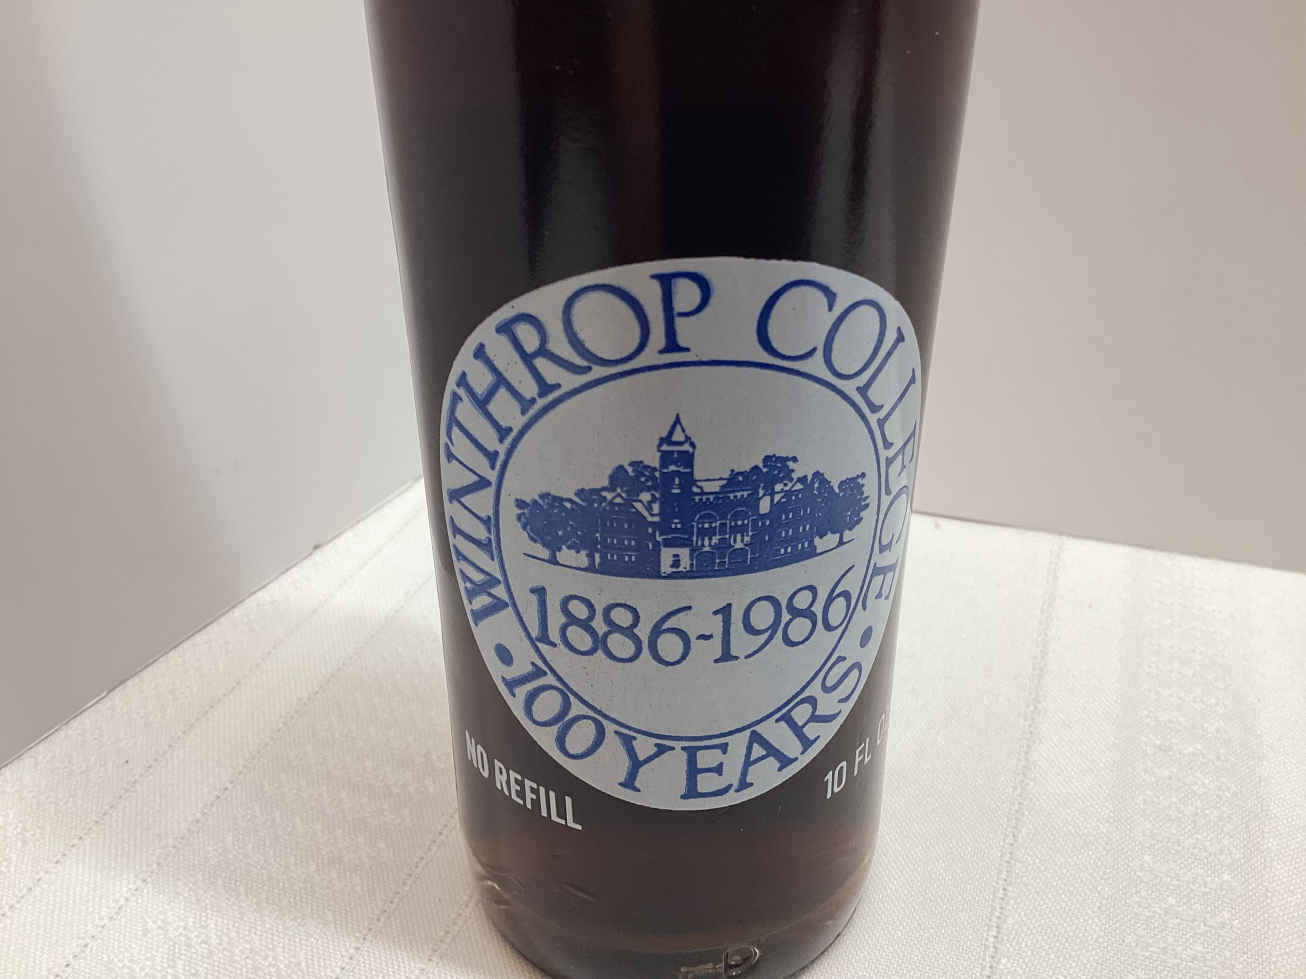 WINTHROP COLLEGE
1886-1986
• 100 YEARS •
NO REFILL
10 FL